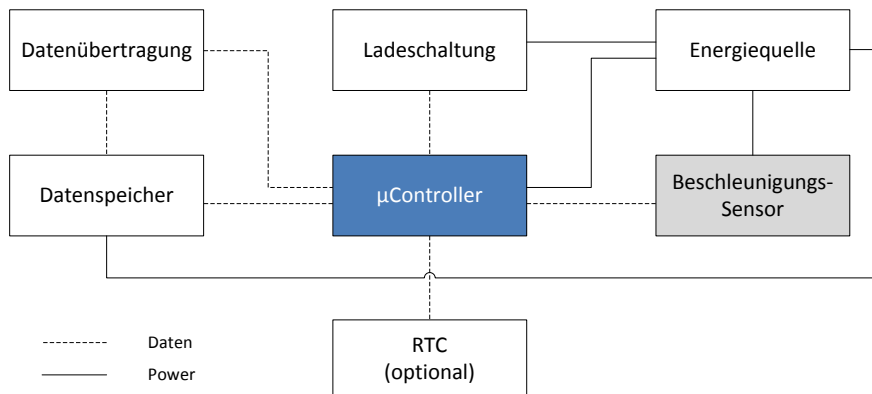 Datenübertragung
Ladeschaltung
Energiequelle
Datenspeicher
µController
Beschleunigungs-
Sensor
RTC
(optional)
Daten
Power